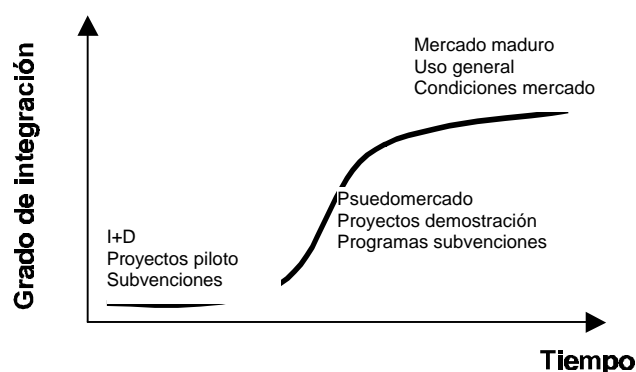 Grado de integración
Mercado maduro
Uso general
Condiciones mercado
Psuedomercado
Proyectos demostración
Programas subvenciones
I+D
Proyectos piloto
Subvenciones
Tiempo